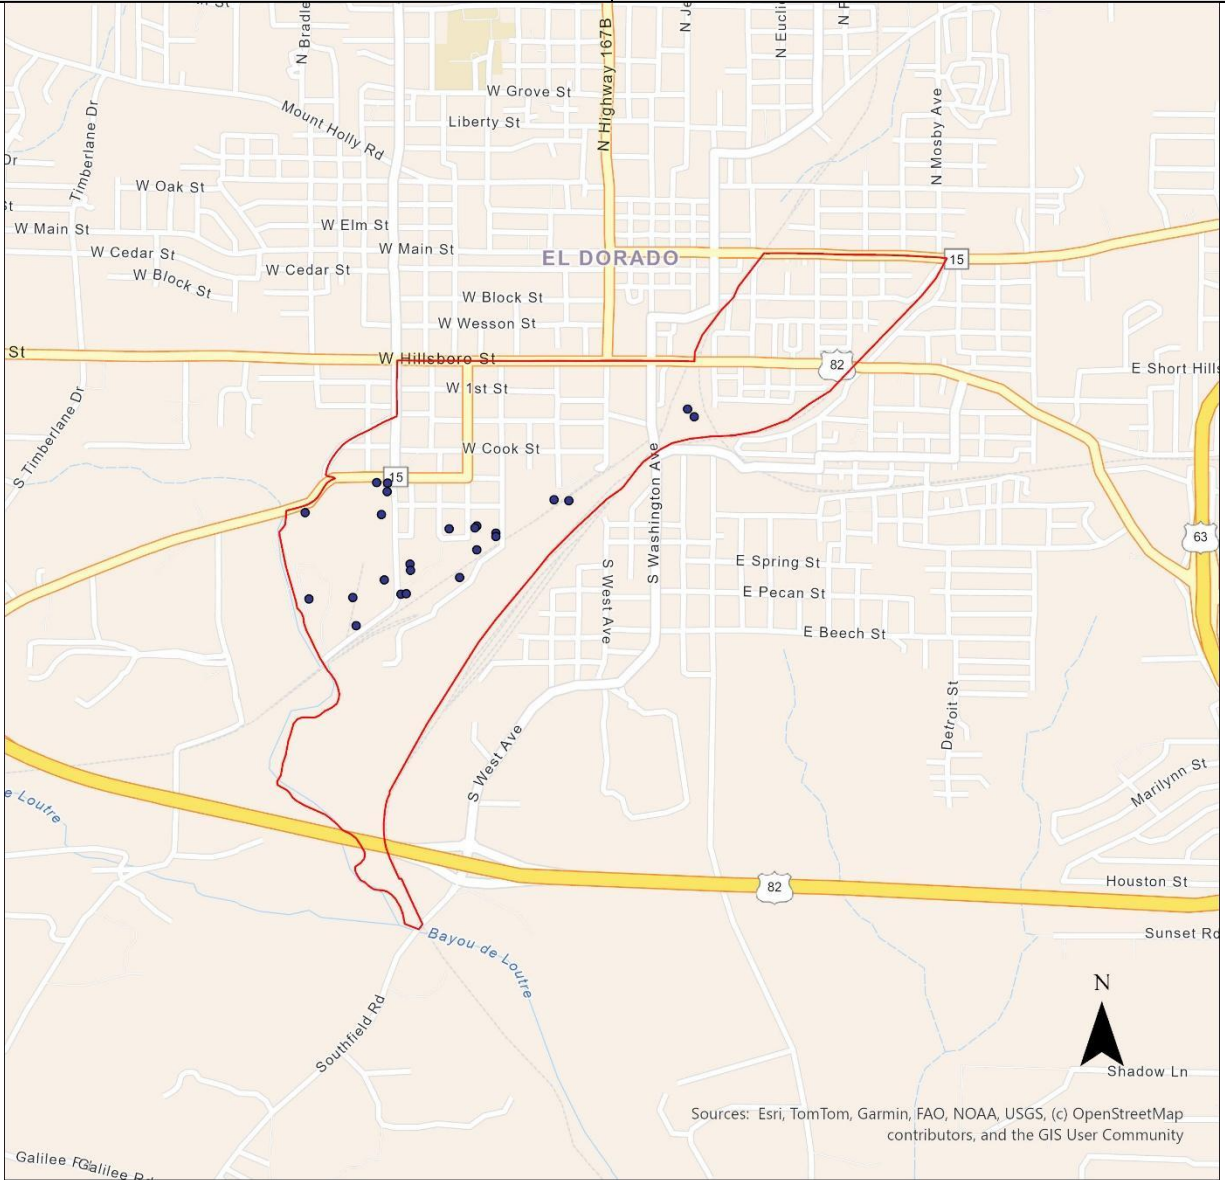 N Bradle
N Highway 167B
N Je
N Eucli
W Grove St
Liberty St
Mount Holly Rd
Timberlane Dr
N Mosby Ave
Dr
W Oak St
St
W Main St
W Elm St
W Main St
W Cedar St
W Cedar St
EL DORADO
15
W Block St
W Block St
W Wesson St
St
W Hillsboro St
82
E Short Hills
W 1st St
S Timberlane Dr
W Cook St
15
S Washington Ave
63
E Spring St
S West Ave
E Pecan St
E Beech St
Detroit St
S West Ave
Marilynn St
e Loutre
82
Houston St
Bayou de Loutre
Sunset Rd
N
Southfield Rd
Shadow Ln
Sources: Esri, TomTom, Garmin, FAO, NOAA, USGS, (c) OpenStreetMap
contributors, and the GIS User Community
Galilee R
Galilee Rd